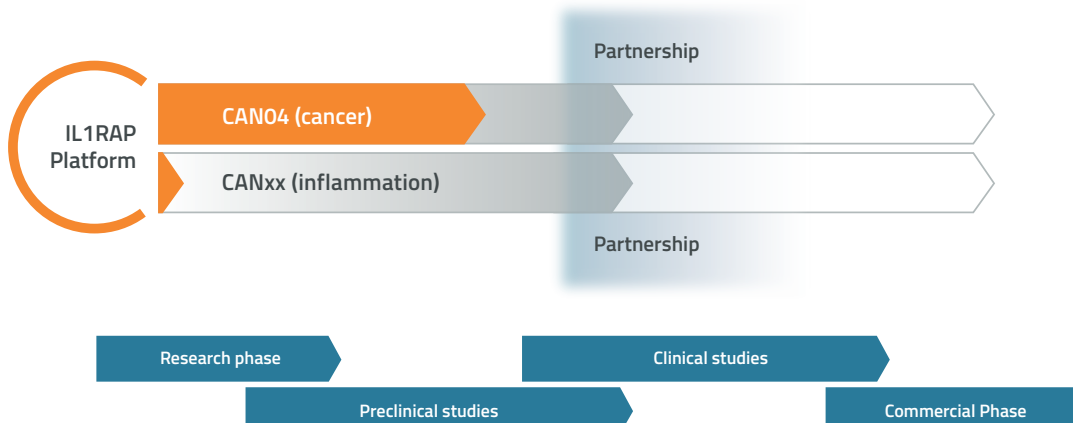 Partnership
IL1RAP
Platform
CAN04 (cancer)
CANxx (inflammation)
Partnership
Research phase
Clinical studies
Preclinical studies
Commercial Phase